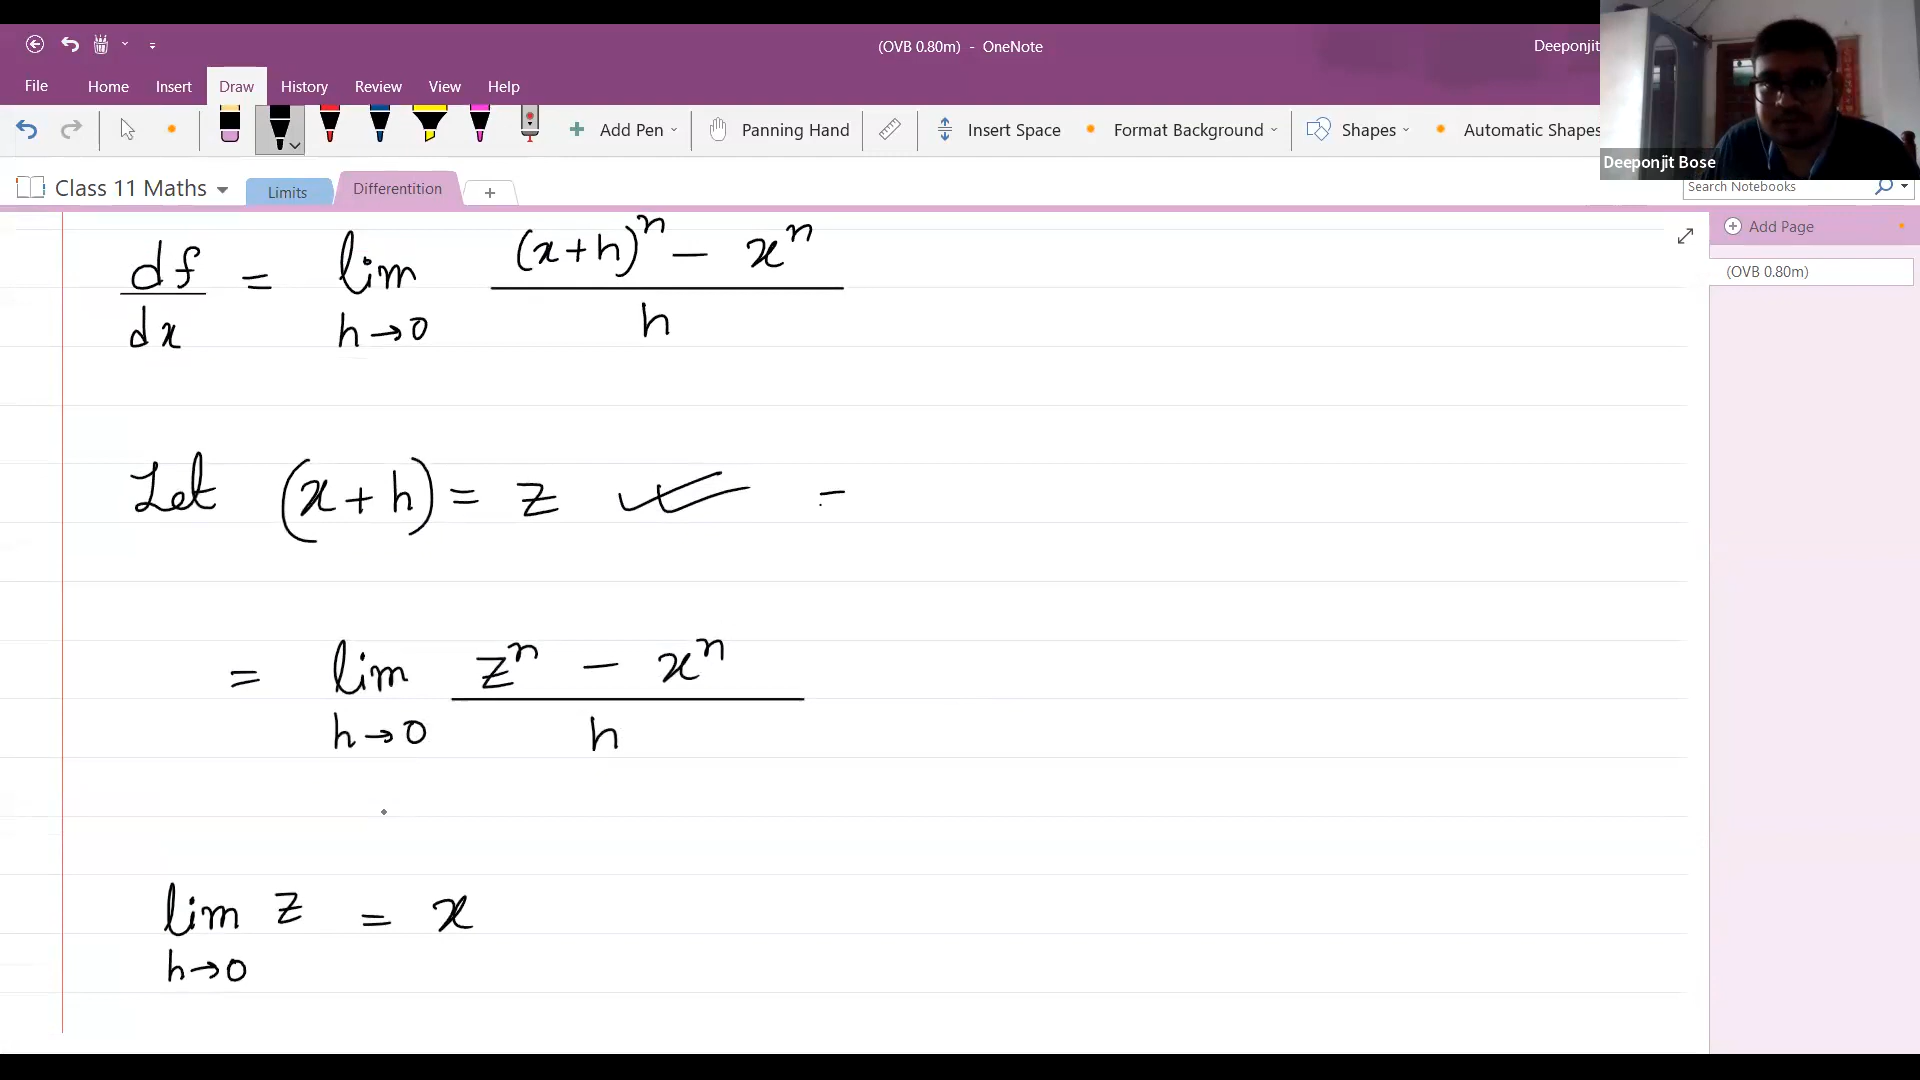 (OVB 0.80m) - OneNote
Deeponjit
File Home Insert Draw History Review View Help
Add Pen Panning Hand Insert Space Format Background Shapes Automatic Shapes
Deeponjit Bose
Class 11 Maths Limits Differentition +
Search Notebooks
Add Page
(OVB 0.80m)
df/dx = lim h→0 ((x+h)^n - x^n)/h
Let (x+h) = z ✓ -
= lim h→0 (z^n - x^n)/h
lim h→0 z = x